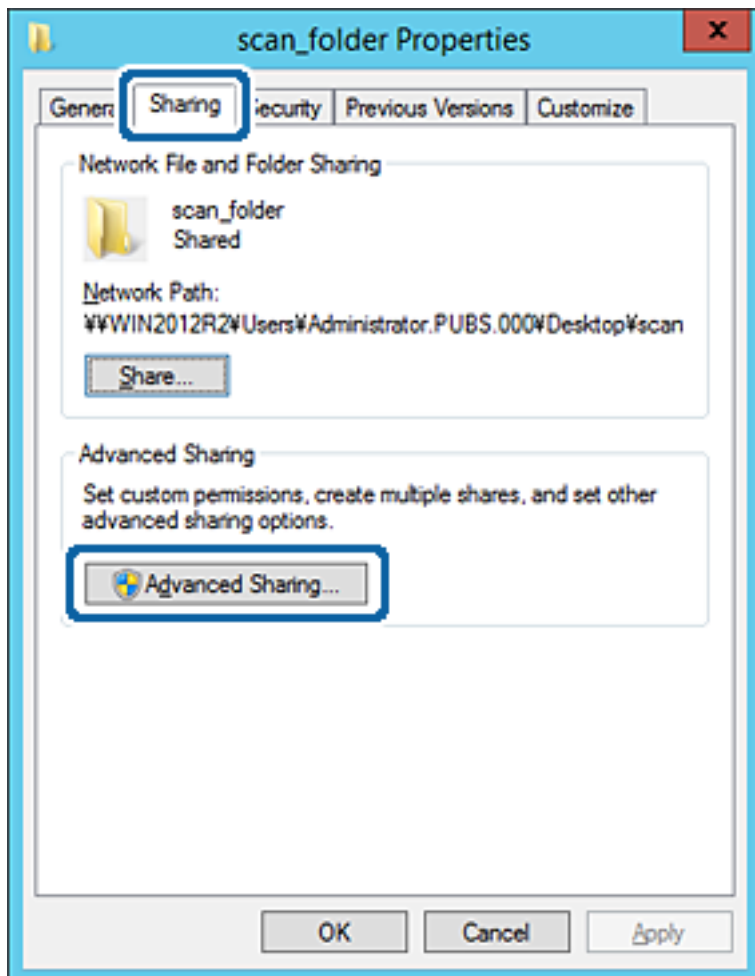 scan_folder Properties
x
Sharing Previous Versions Customize
Network File and Folder Sharing
scan_folder
Shared
Network Path:
¥¥WIN2012R2¥Users¥Administrator.PUBS.000¥Desktop¥scan
Share...
Advanced Sharing
Set custom permissions, create multiple shares, and set other
advanced sharing options.
Advanced Sharing...
OK Cancel Apply